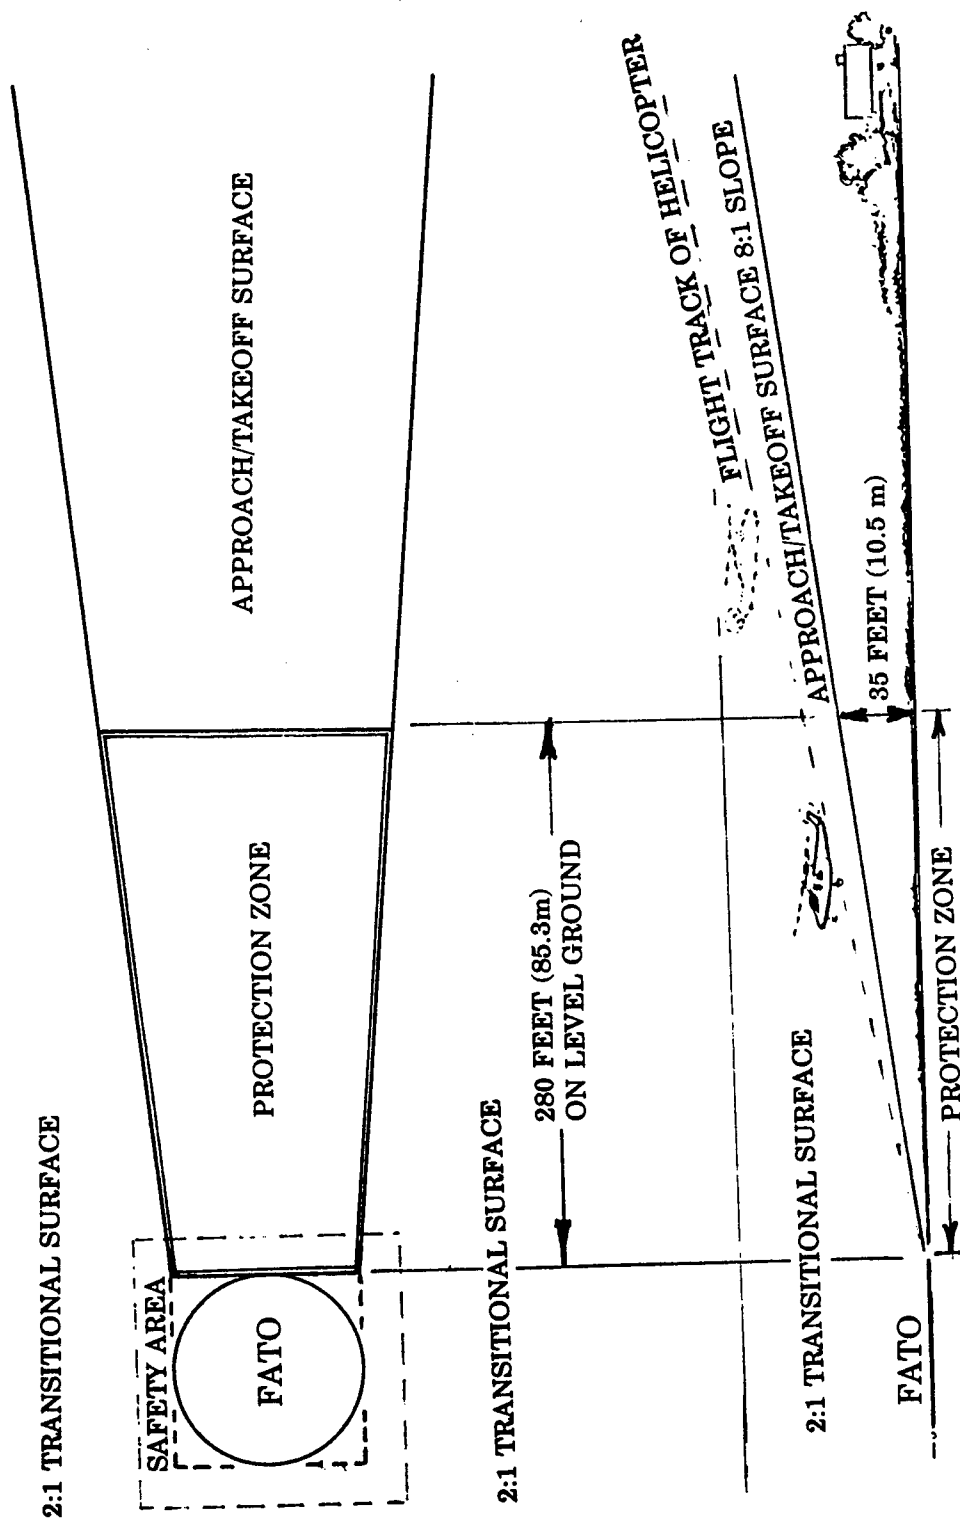 2:1 TRANSITIONAL SURFACE
SAFETY AREA
FATO
PROTECTION ZONE
APPROACH/TAKEOFF SURFACE
2:1 TRANSITIONAL SURFACE
280 FEET (85.3m)
ON LEVEL GROUND
FLIGHT TRACK OF HELICOPTER
APPROACH/TAKEOFF SURFACE 8:1 SLOPE
2:1 TRANSITIONAL SURFACE
35 FEET (10.5 m)
FATO
PROTECTION ZONE